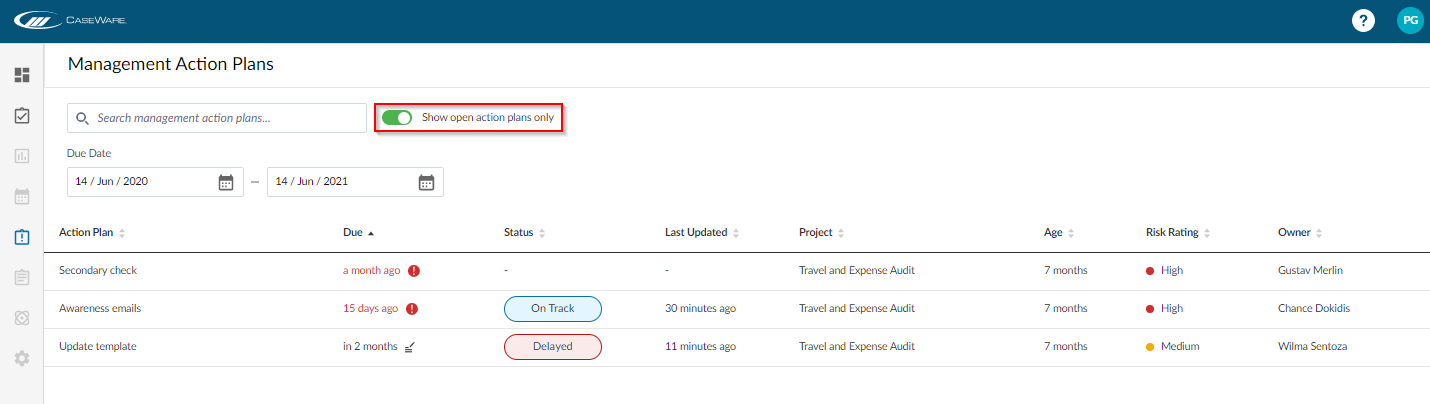 CASEWARE
? PG
Management Action Plans
Search management action plans... Show open action plans only
Due Date
14 / Jun / 2020 – 14 / Jun / 2021
Action Plan Due Status Last Updated Project Age Risk Rating Owner
Secondary check a month ago - - Travel and Expense Audit 7 months High Gustav Merlin
Awareness emails 15 days ago On Track 30 minutes ago Travel and Expense Audit 7 months High Chance Dokidis
Update template in 2 months Delayed 11 minutes ago Travel and Expense Audit 7 months Medium Wilma Sentoza